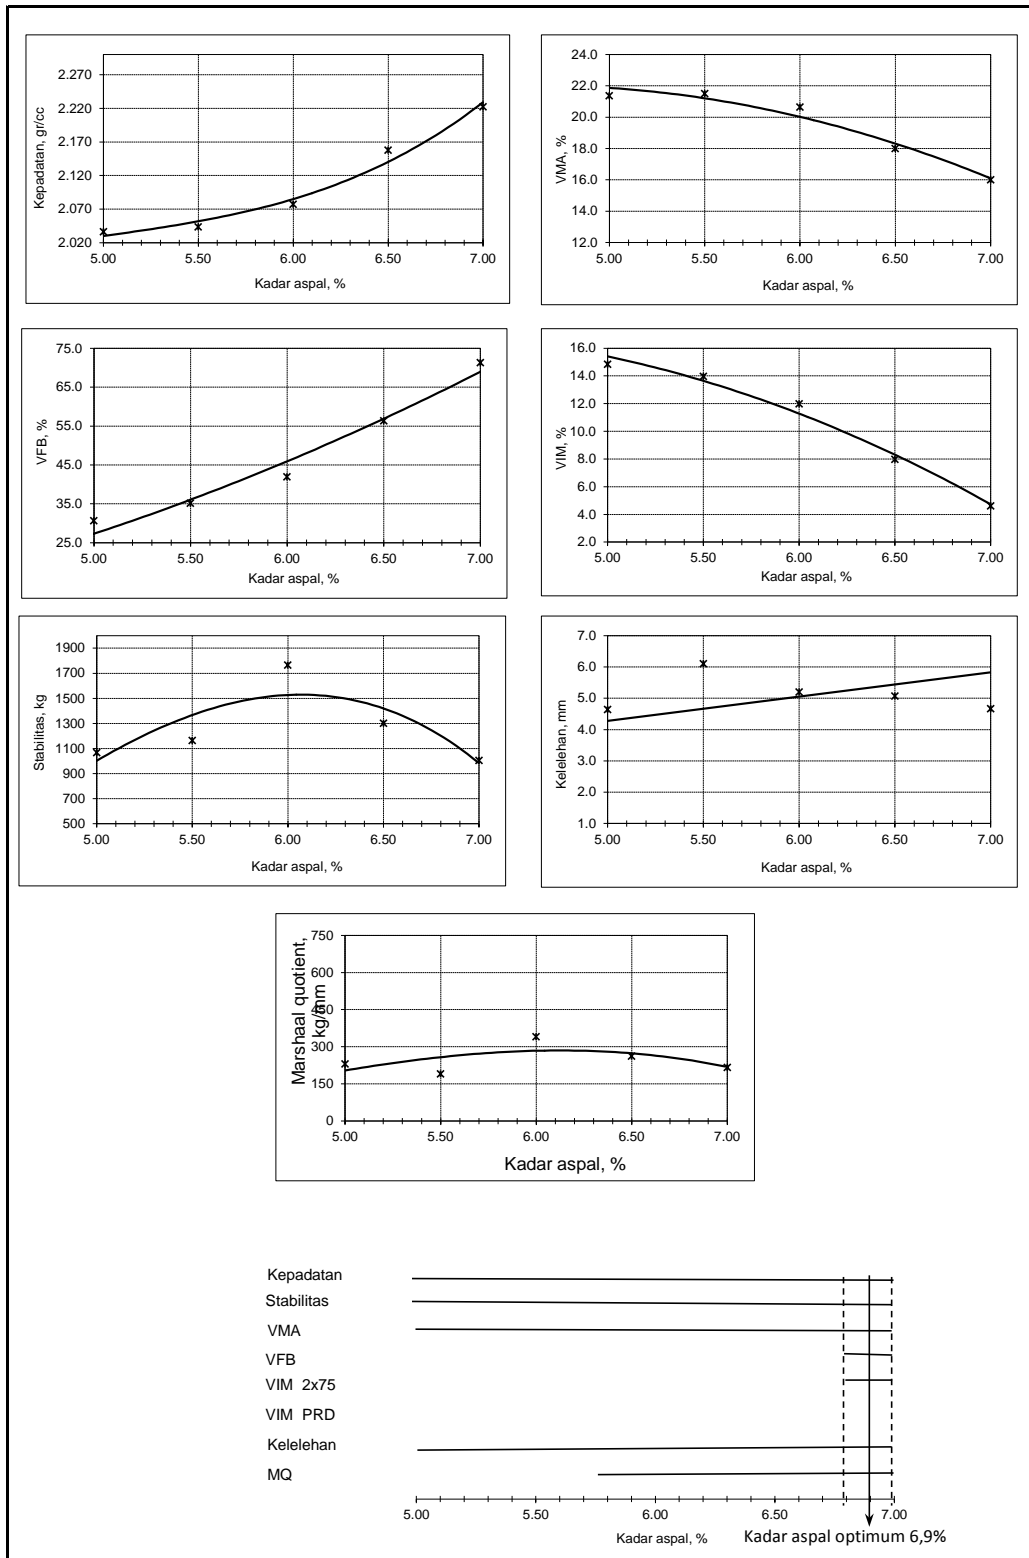 2.270
2.220
2.170
2.120
2.070
2.020
Kepadatan, gr/cc
5.00 5.50 6.00 6.50 7.00
Kadar aspal, %
24.0
22.0
20.0
18.0
16.0
14.0
12.0
VMA, %
5.00 5.50 6.00 6.50 7.00
Kadar aspal, %
75.0
65.0
55.0
45.0
35.0
25.0
VFB, %
5.00 5.50 6.00 6.50 7.00
Kadar aspal, %
16.0
14.0
12.0
10.0
8.0
6.0
4.0
2.0
VIM, %
5.00 5.50 6.00 6.50 7.00
Kadar aspal, %
1900
1700
1500
1300
1100
900
700
500
Stabilitas, kg
5.00 5.50 6.00 6.50 7.00
Kadar aspal, %
7.0
6.0
5.0
4.0
3.0
2.0
1.0
Kelelehan, mm
5.00 5.50 6.00 6.50 7.00
Kadar aspal, %
750
600
450
300
150
0
Marshaal quotient,
kg/mm
5.00 5.50 6.00 6.50 7.00
Kadar aspal, %
Kepadatan
Stabilitas
VMA
VFB
VIM 2x75
VIM PRD
Kelelehan
MQ
5.00 5.50 6.00 6.50 7.00
Kadar aspal, %
Kadar aspal optimum 6,9%